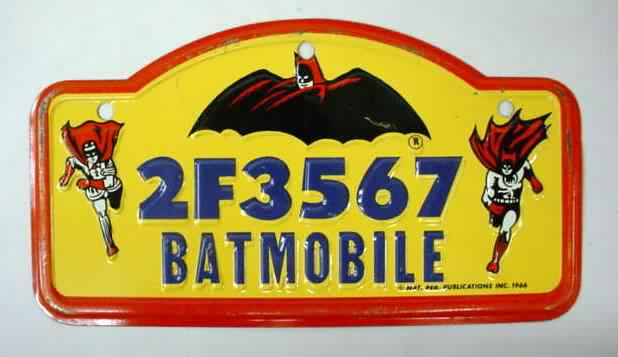 ®
2F3567
BATMOBILE
© NAT. PER. PUBLICATIONS INC. 1966